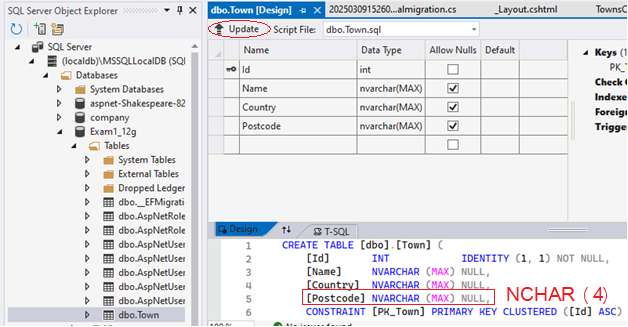 SQL Server Object Explorer
SQL Server
(localdb)\MSSQLLocalDB (SQ
Databases
System Databases
aspnet-Shakespeare-82
company
Exam1_12g
Tables
System Tables
External Tables
Dropped Ledger
dbo.__EFMigratio
dbo.AspNetRole
dbo.AspNetRole
dbo.AspNetUser
dbo.AspNetUser
dbo.AspNetUser
dbo.AspNetUser
dbo.Town
dbo.Town [Design]
2025030915260...almigration.cs
_Layout.cshtml
TownsC
Update
Script File:
dbo.Town.sql
Name
Data Type
Allow Nulls
Default
Id
int
Name
nvarchar(MAX)
Country
nvarchar(MAX)
Postcode
nvarchar(MAX)
Keys
PK_T
Check C
Indexe
Foreign
Trigger
Design
T-SQL
1 CREATE TABLE [dbo].[Town] (
2 [Id] INT IDENTITY (1, 1) NOT NULL,
3 [Name] NVARCHAR (MAX) NULL,
4 [Country] NVARCHAR (MAX) NULL,
5 [Postcode] NVARCHAR (MAX) NULL,
NCHAR (4)
6 CONSTRAINT [PK_Town] PRIMARY KEY CLUSTERED ([Id] ASC)